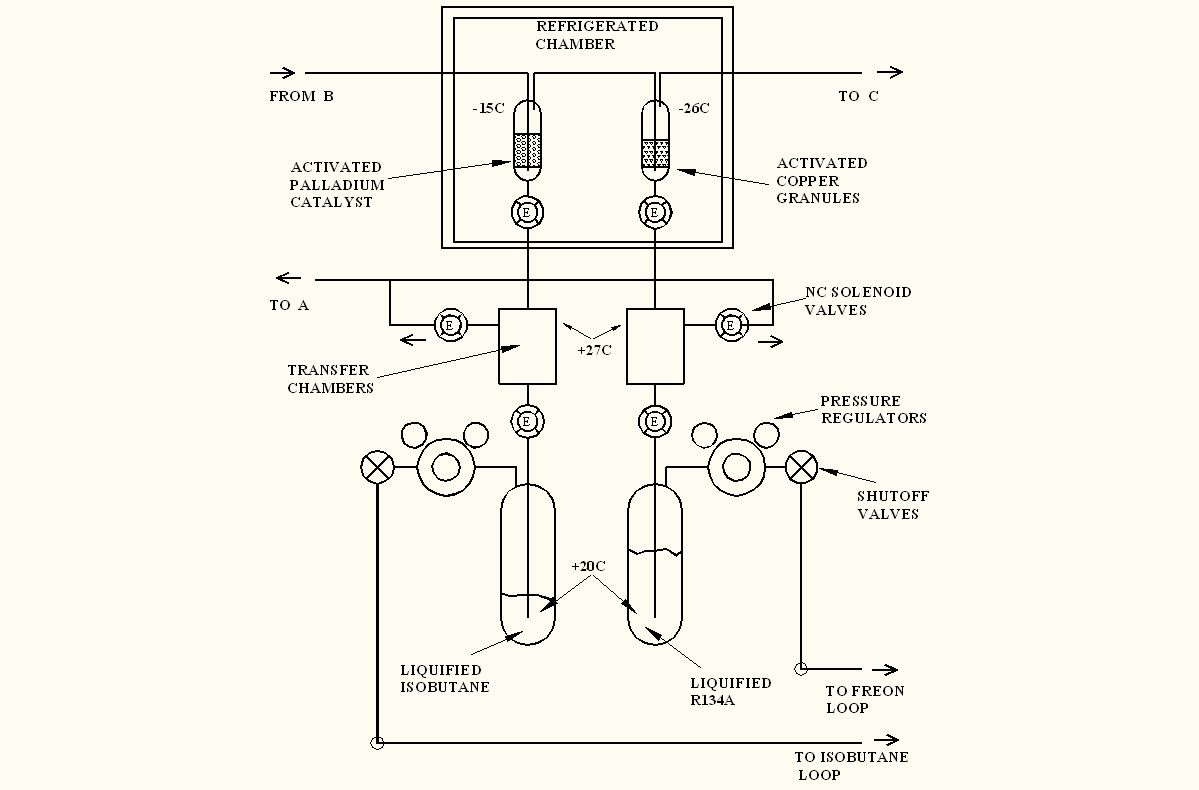 REFRIGERATED
CHAMBER
FROM B
TO C
-15C
-26C
ACTIVATED
PALLADIUM
CATALYST
ACTIVATED
COPPER
GRANULES
E
E
TO A
NC SOLENOID
VALVES
E
E
+27C
TRANSFER
CHAMBERS
PRESSURE
REGULATORS
E
E
SHUTOFF
VALVES
+20C
LIQUIFIED
ISOBUTANE
LIQUIFIED
R134A
TO FREON
LOOP
TO ISOBUTANE
LOOP